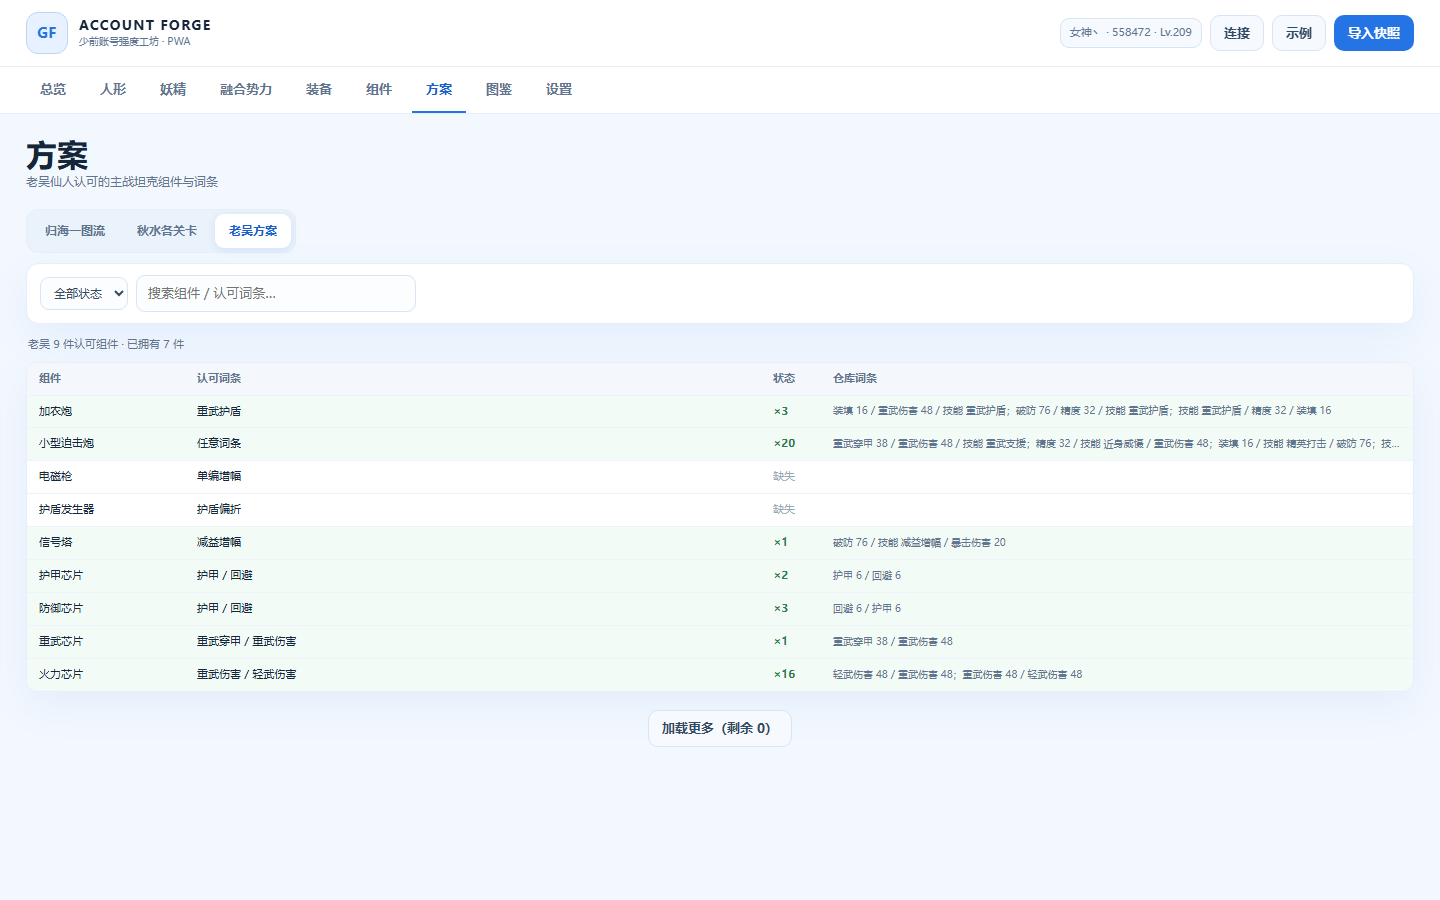 GF
ACCOUNT FORGE
少前账号强度工坊 · PWA
女神丶 · 558472 · Lv.209
连接
示例
导入快照
总览 人形 妖精 融合势力 装备 组件 方案 图鉴 设置
方案
老吴仙人认可的主战坦克组件与词条
归海一图流 秋水各关卡 老吴方案
全部状态 搜索组件 / 认可词条...
老吴 9 件认可组件 · 已拥有 7 件
组件 认可词条 状态 仓库词条
加农炮 重武护盾 ×3 装填 16 / 重武伤害 48 / 技能 重武护盾；破防 76 / 精度 32 / 技能 重武护盾；技能 重武护盾 / 精度 32 / 装填 16
小型迫击炮 任意词条 ×20 重武穿甲 38 / 重武伤害 48 / 技能 重武支援；精度 32 / 技能 近身威慑 / 重武伤害 48；装填 16 / 技能 精英打击 / 破防 76；技...
电磁枪 单编增幅 缺失
护盾发生器 护盾偏折 缺失
信号塔 减益增幅 ×1 破防 76 / 技能 减益增幅 / 暴击伤害 20
护甲芯片 护甲 / 回避 ×2 护甲 6 / 回避 6
防御芯片 护甲 / 回避 ×3 回避 6 / 护甲 6
重武芯片 重武穿甲 / 重武伤害 ×1 重武穿甲 38 / 重武伤害 48
火力芯片 重武伤害 / 轻武伤害 ×16 轻武伤害 48 / 重武伤害 48；重武伤害 48 / 轻武伤害 48
加载更多（剩余 0）